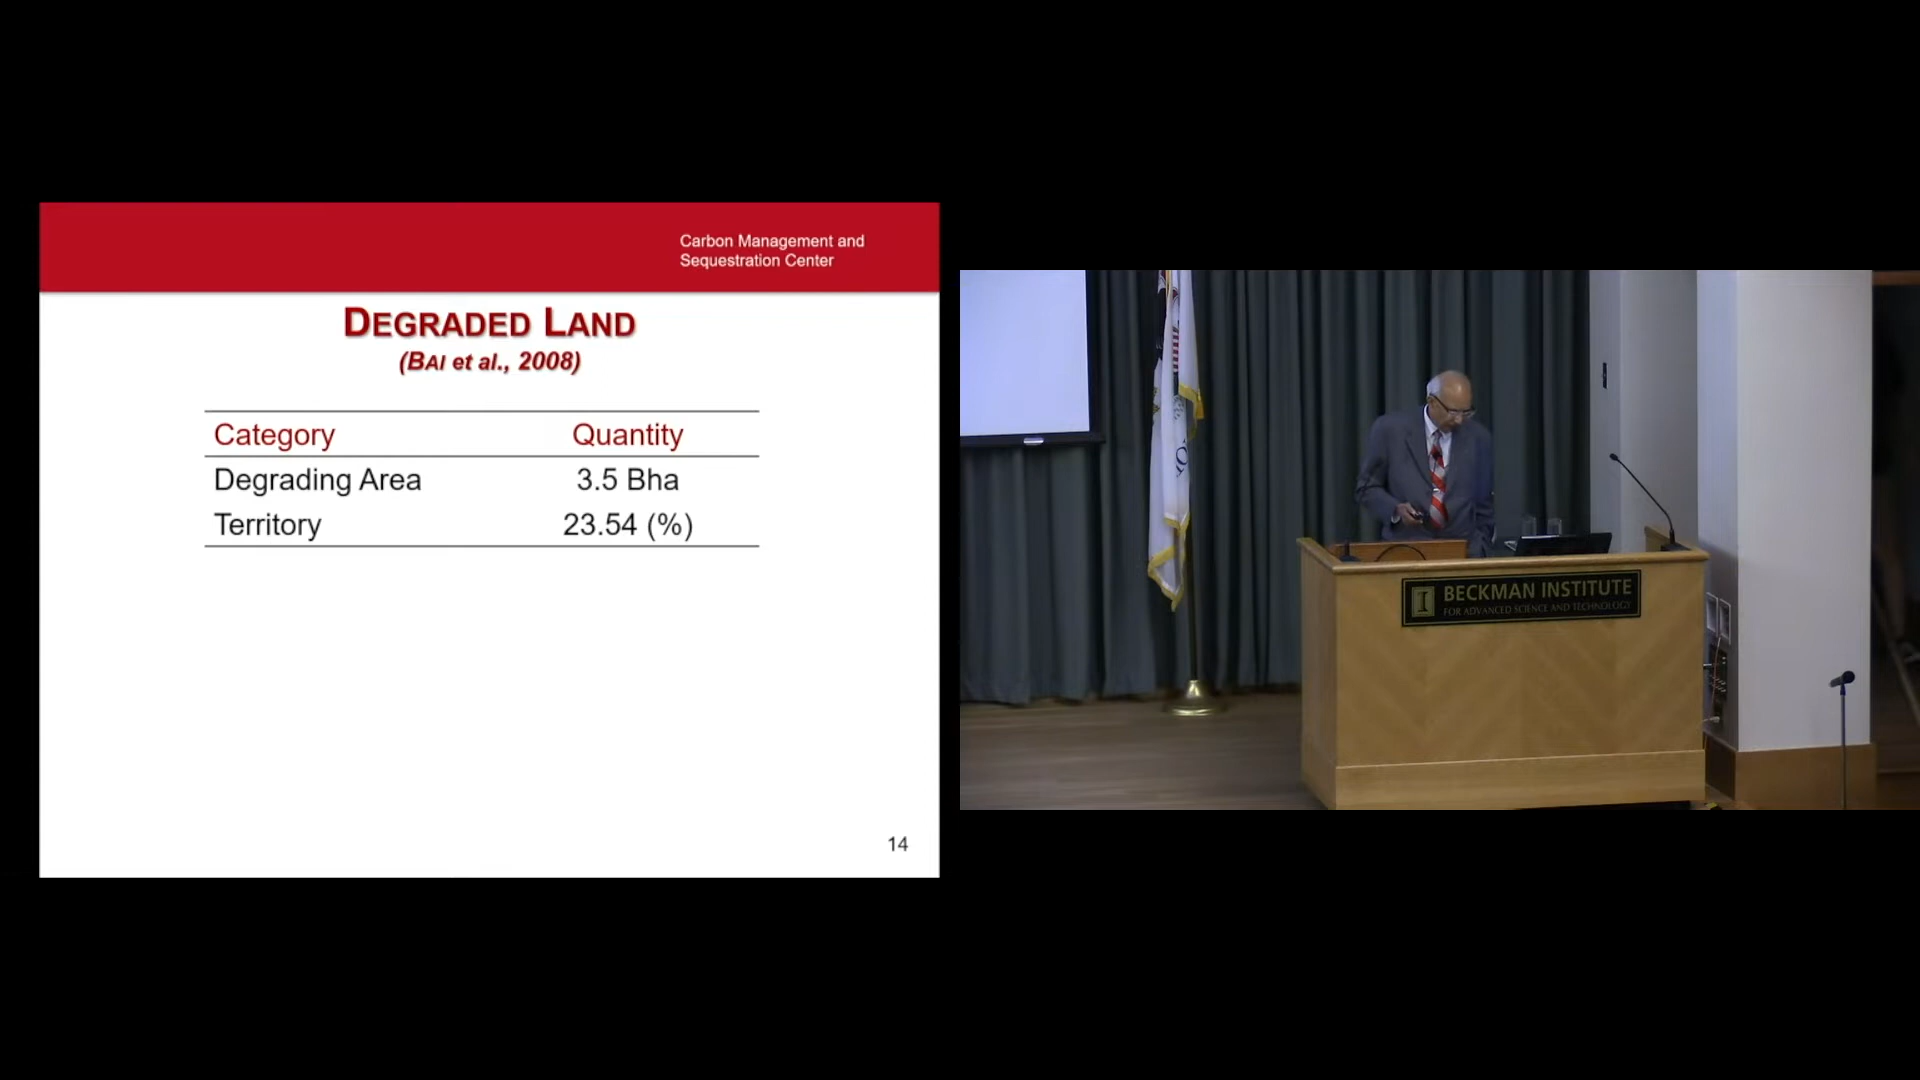 Carbon Management and
Sequestration Center
DEGRADED LAND
(BAI et al., 2008)
Category Quantity
Degrading Area 3.5 Bha
Territory 23.54 (%)
14
I BECKMAN INSTITUTE
FOR ADVANCED SCIENCE AND TECHNOLOGY